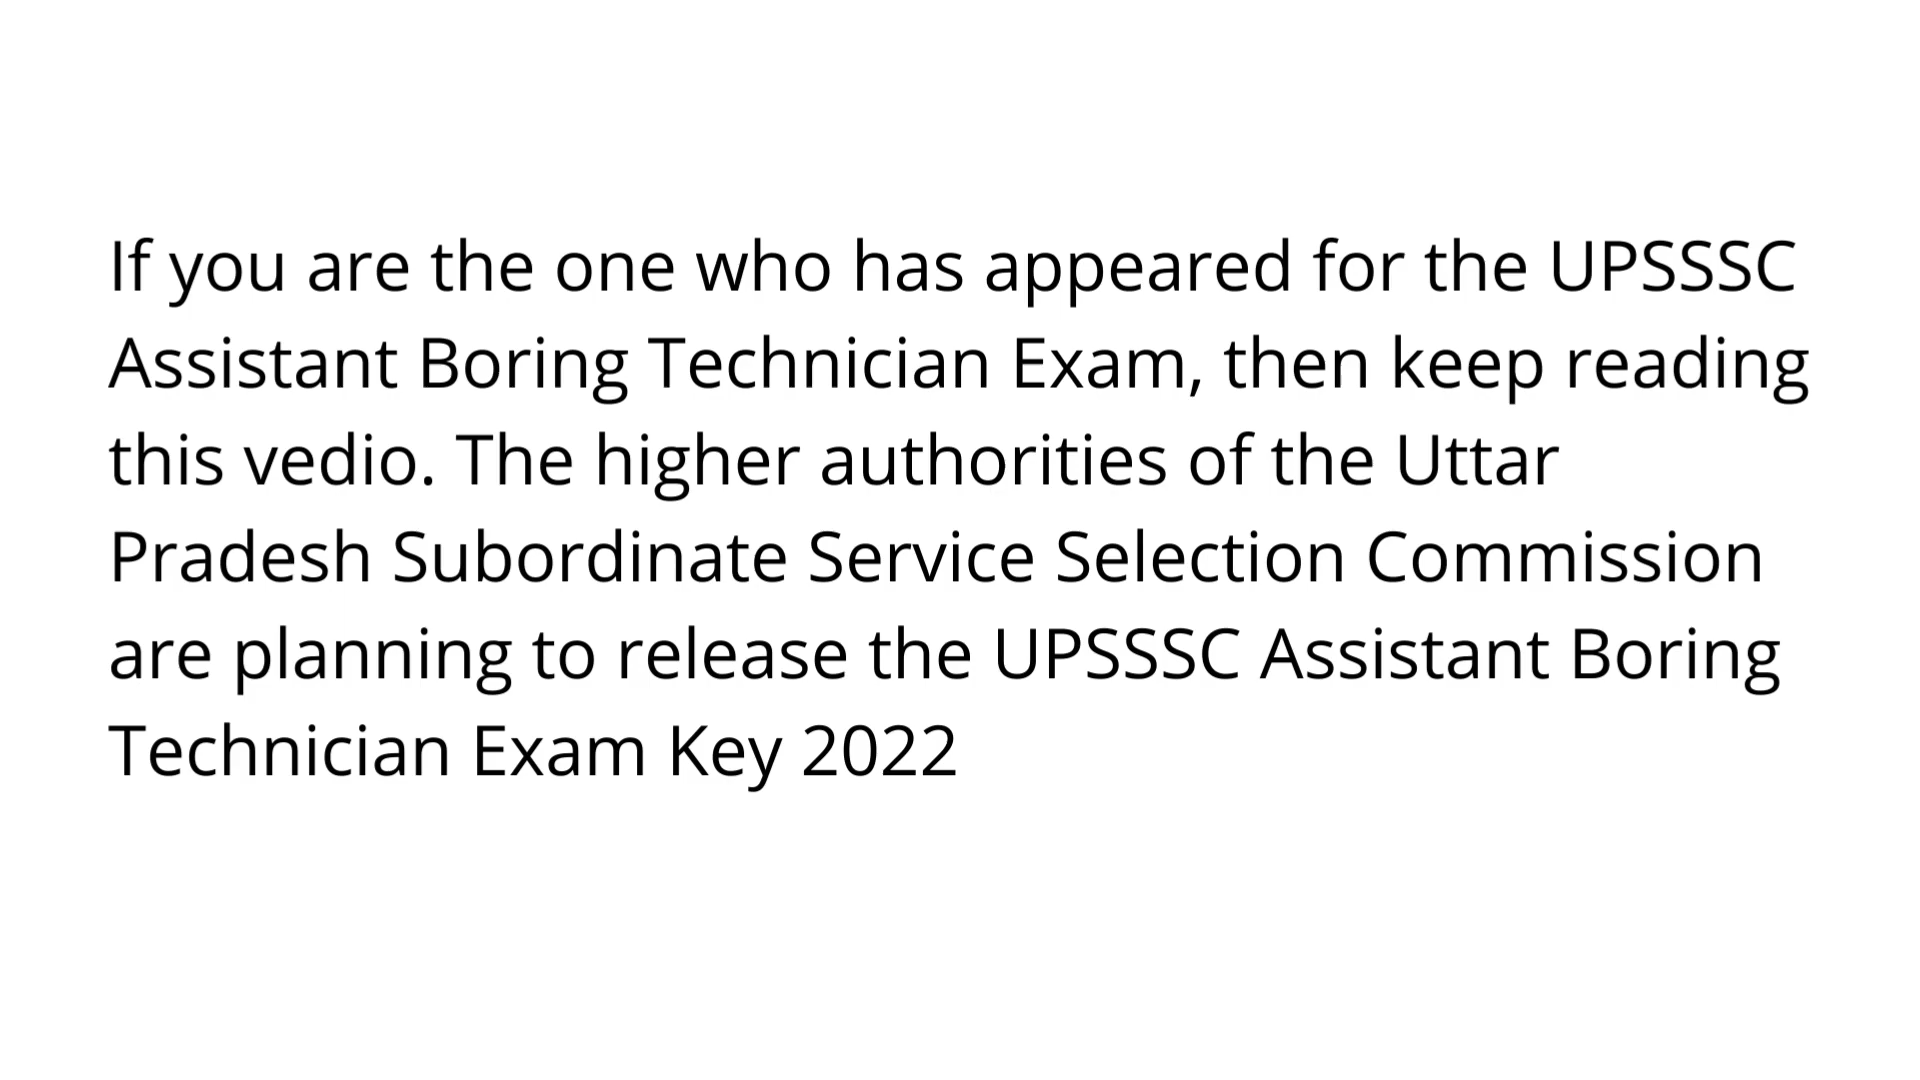 If you are the one who has appeared for the UPSSSC
Assistant Boring Technician Exam, then keep reading
this vedio. The higher authorities of the Uttar
Pradesh Subordinate Service Selection Commission
are planning to release the UPSSSC Assistant Boring
Technician Exam Key 2022